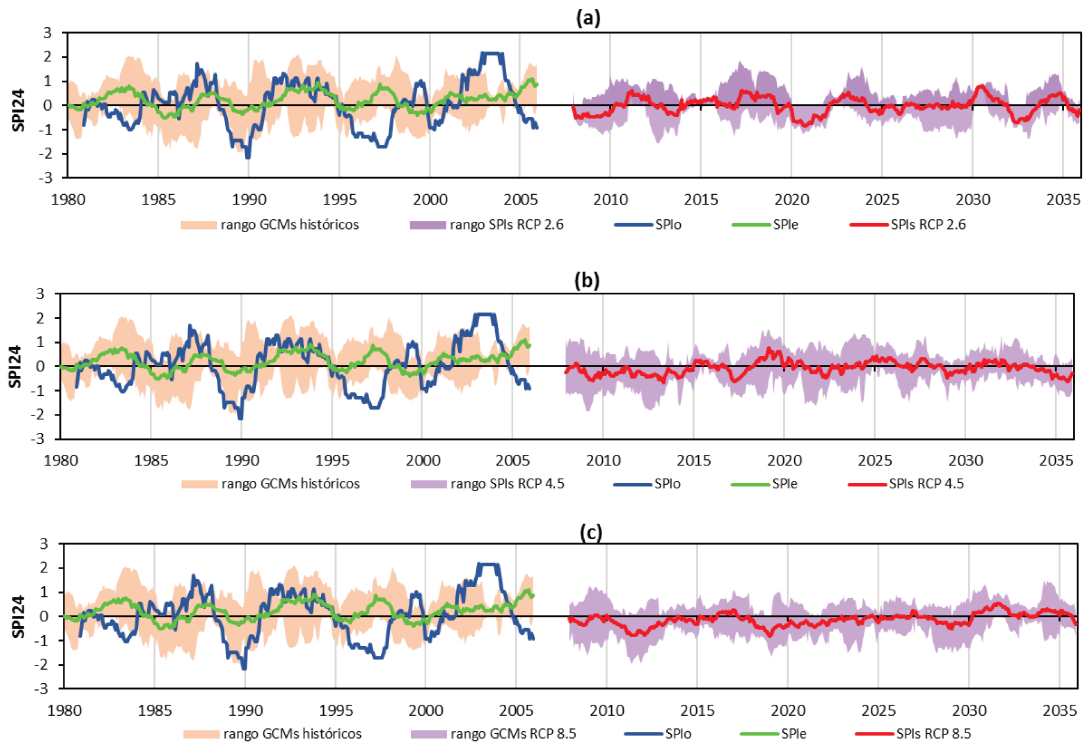 (a)
SPI24
3
2
1
0
-1
-2
-3
1980 1985 1990 1995 2000 2005 2010 2015 2020 2025 2030 2035
rango GCMs históricos rango SPIs RCP 2.6 SPIo SPIe SPIs RCP 2.6
(b)
SPI24
3
2
1
0
-1
-2
-3
1980 1985 1990 1995 2000 2005 2010 2015 2020 2025 2030 2035
rango GCMs históricos rango SPIs RCP 4.5 SPIo SPIe SPIs RCP 4.5
(c)
SPI24
3
2
1
0
-1
-2
-3
1980 1985 1990 1995 2000 2005 2010 2015 2020 2025 2030 2035
rango GCMs históricos rango GCMs RCP 8.5 SPIo SPIe SPIs RCP 8.5